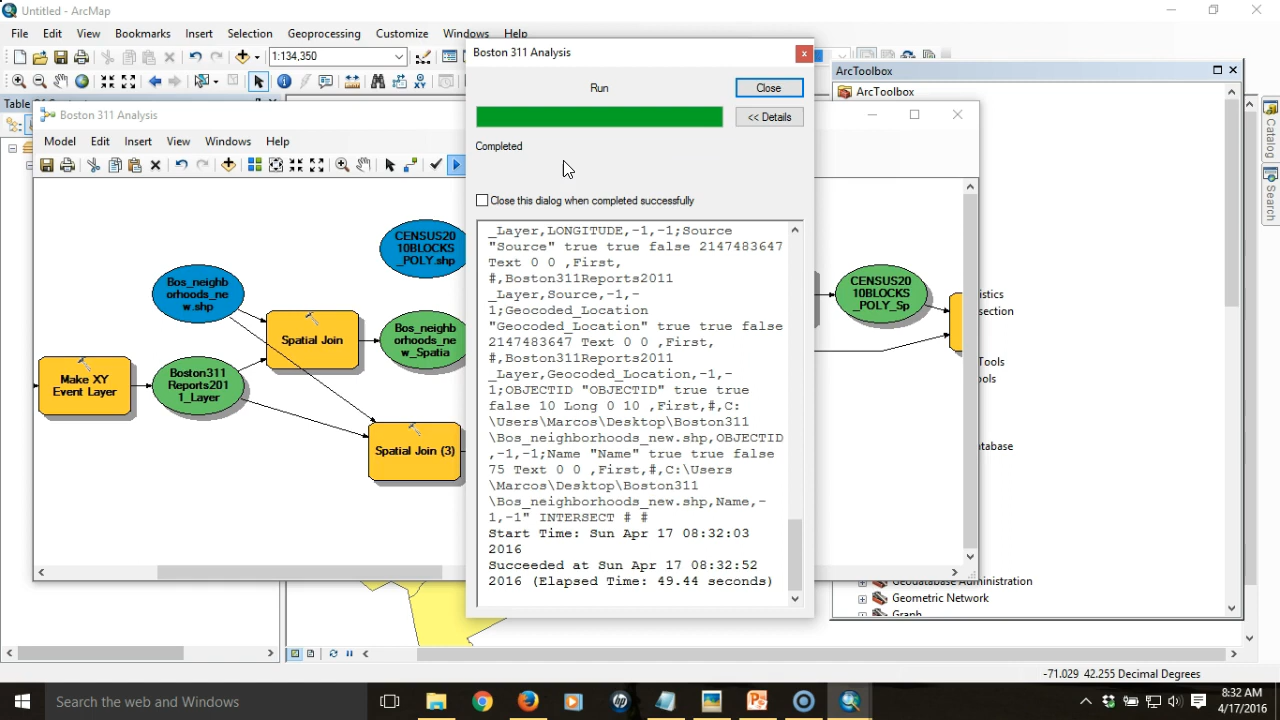 Untitled - ArcMap
File Edit View Bookmarks Insert Selection Geoprocessing Customize Windows Help
1:134,350
Boston 311 Analysis
Run
Close
<< Details
Completed
Close this dialog when completed successfully
_Layer,LONGITUDE,-1,-1;Source
"Source" true true false 2147483647
Text 0 0 ,First,
#,Boston311Reports2011
_Layer,Source,-1,-
1;Geocoded_Location
"Geocoded_Location" true true false
2147483647 Text 0 0 ,First,
#,Boston311Reports2011
_Layer,Geocoded_Location,-1,-
1;OBJECTID "OBJECTID" true true
false 10 Long 0 10 ,First,#,C:
\Users\Marcos\Desktop\Boston311
\Bos_neighborhoods_new.shp,OBJECTID
,-1,-1;Name "Name" true true false
75 Text 0 0 ,First,#,C:\Users
\Marcos\Desktop\Boston311
\Bos_neighborhoods_new.shp,Name,-
1,-1" INTERSECT # #
Start Time: Sun Apr 17 08:32:03
2016
Succeeded at Sun Apr 17 08:32:52
2016 (Elapsed Time: 49.44 seconds)
Table
Boston 311 Analysis
Model Edit Insert View Windows Help
CENSUS20
10BLOCKS
_POLY.shp
Bos_neighb
orhoods_ne
w.shp
Spatial Join
Bos_neighb
orhoods_ne
w_Spatia
Make XY
Event Layer
Boston311
Reports201
1_Layer
Spatial Join (3)
CENSUS20
10BLOCKS
_POLY_Sp
ArcToolbox
ArcToolbox
istics
section
Tools
ols
tabase
Geodatabase Administration
Geometric Network
Graph
Catalog
Search
-71.029 42.255 Decimal Degrees
Search the web and Windows
8:32 AM
4/17/2016